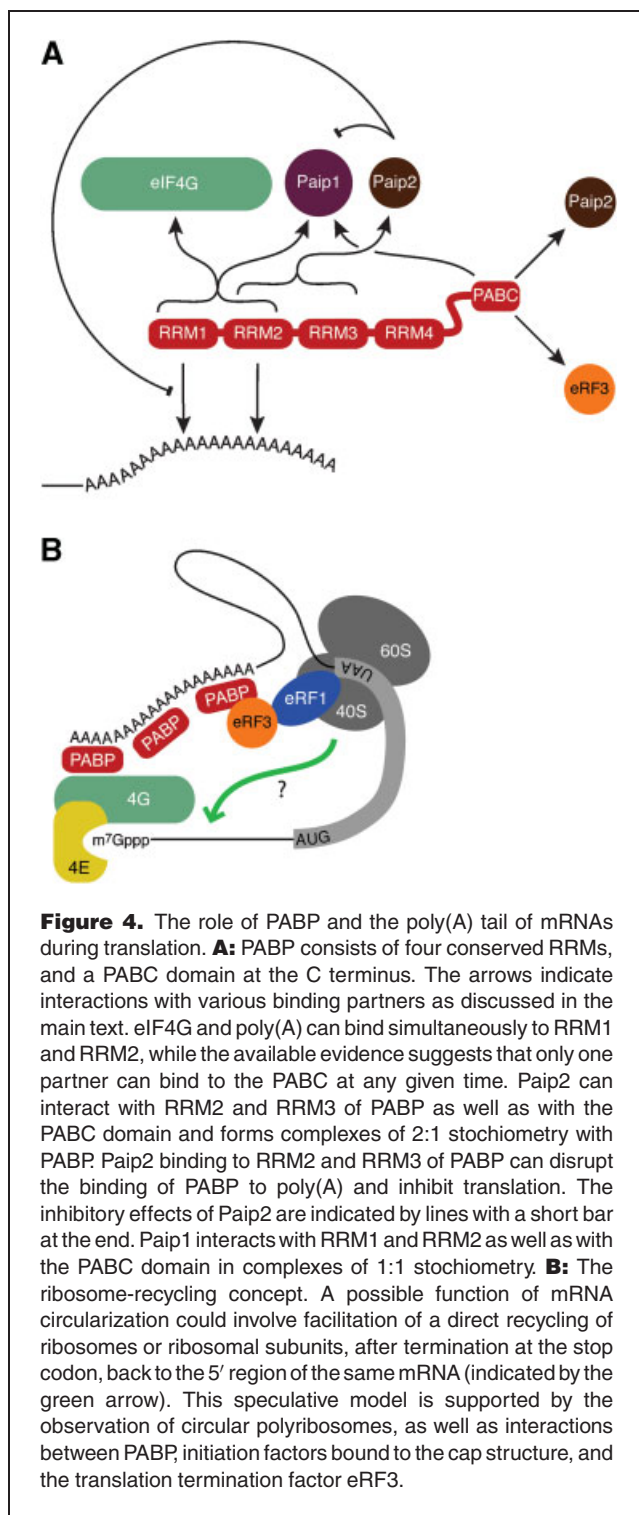 A
eIF4G
Paip1
Paip2
Paip2
PABC
RRM1
RRM2
RRM3
RRM4
eRF3
AAAAAAAAAAAAAAAAAAAAAA
B
60S
UAA
AAAAAAAAAAAAAAAAAAAA
PABP
eRF1
40S
eRF3
PABP
PABP
4G
?
m7Gppp
AUG
4E
Figure 4. The role of PABP and the poly(A) tail of mRNAs
during translation. A: PABP consists of four conserved RRMs,
and a PABC domain at the C terminus. The arrows indicate
interactions with various binding partners as discussed in the
main text. eIF4G and poly(A) can bind simultaneously to RRM1
and RRM2, while the available evidence suggests that only one
partner can bind to the PABC at any given time. Paip2 can
interact with RRM2 and RRM3 of PABP as well as with the
PABC domain and forms complexes of 2:1 stochiometry with
PABP. Paip2 binding to RRM2 and RRM3 of PABP can disrupt
the binding of PABP to poly(A) and inhibit translation. The
inhibitory effects of Paip2 are indicated by lines with a short bar
at the end. Paip1 interacts with RRM1 and RRM2 as well as with
the PABC domain in complexes of 1:1 stochiometry. B: The
ribosome-recycling concept. A possible function of mRNA
circularization could involve facilitation of a direct recycling of
ribosomes or ribosomal subunits, after termination at the stop
codon, back to the 5′ region of the same mRNA (indicated by the
green arrow). This speculative model is supported by the
observation of circular polyribosomes, as well as interactions
between PABP, initiation factors bound to the cap structure, and
the translation termination factor eRF3.